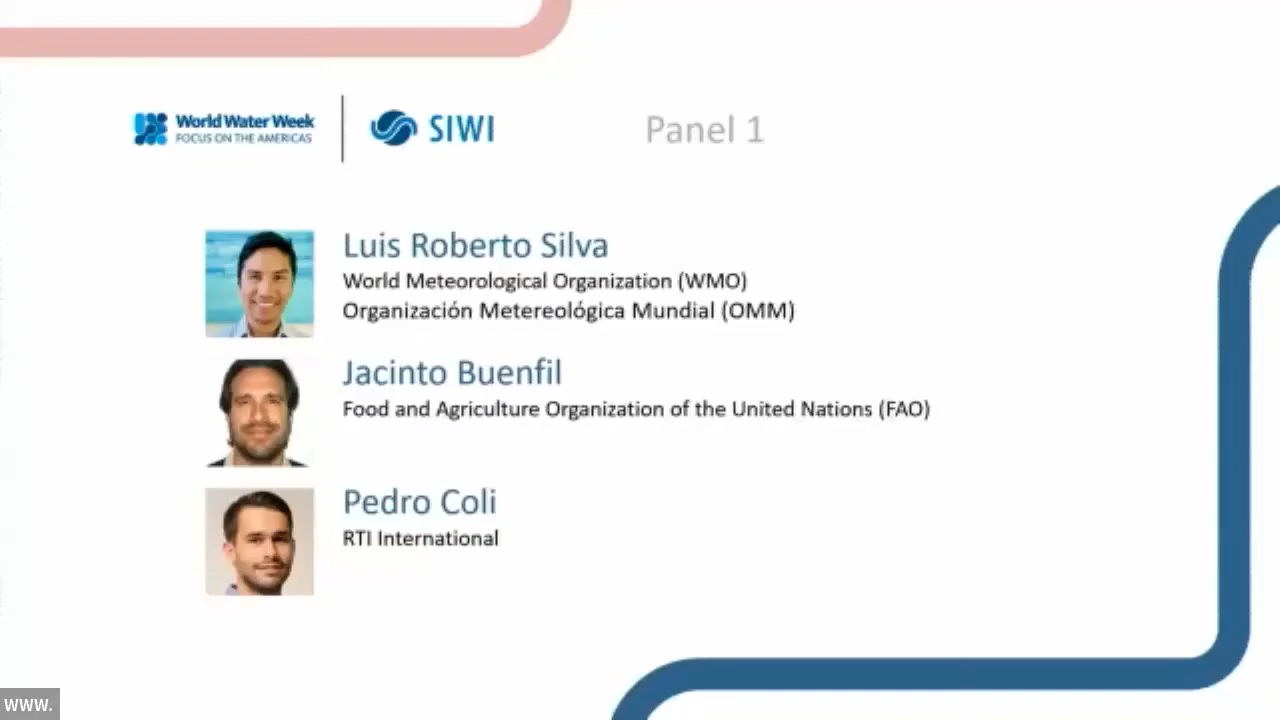 World Water Week
FOCUS ON THE AMERICAS
SIWI
Panel 1
Luis Roberto Silva
World Meteorological Organization (WMO)
Organización Metereológica Mundial (OMM)
Jacinto Buenfil
Food and Agriculture Organization of the United Nations (FAO)
Pedro Coli
RTI International
www.